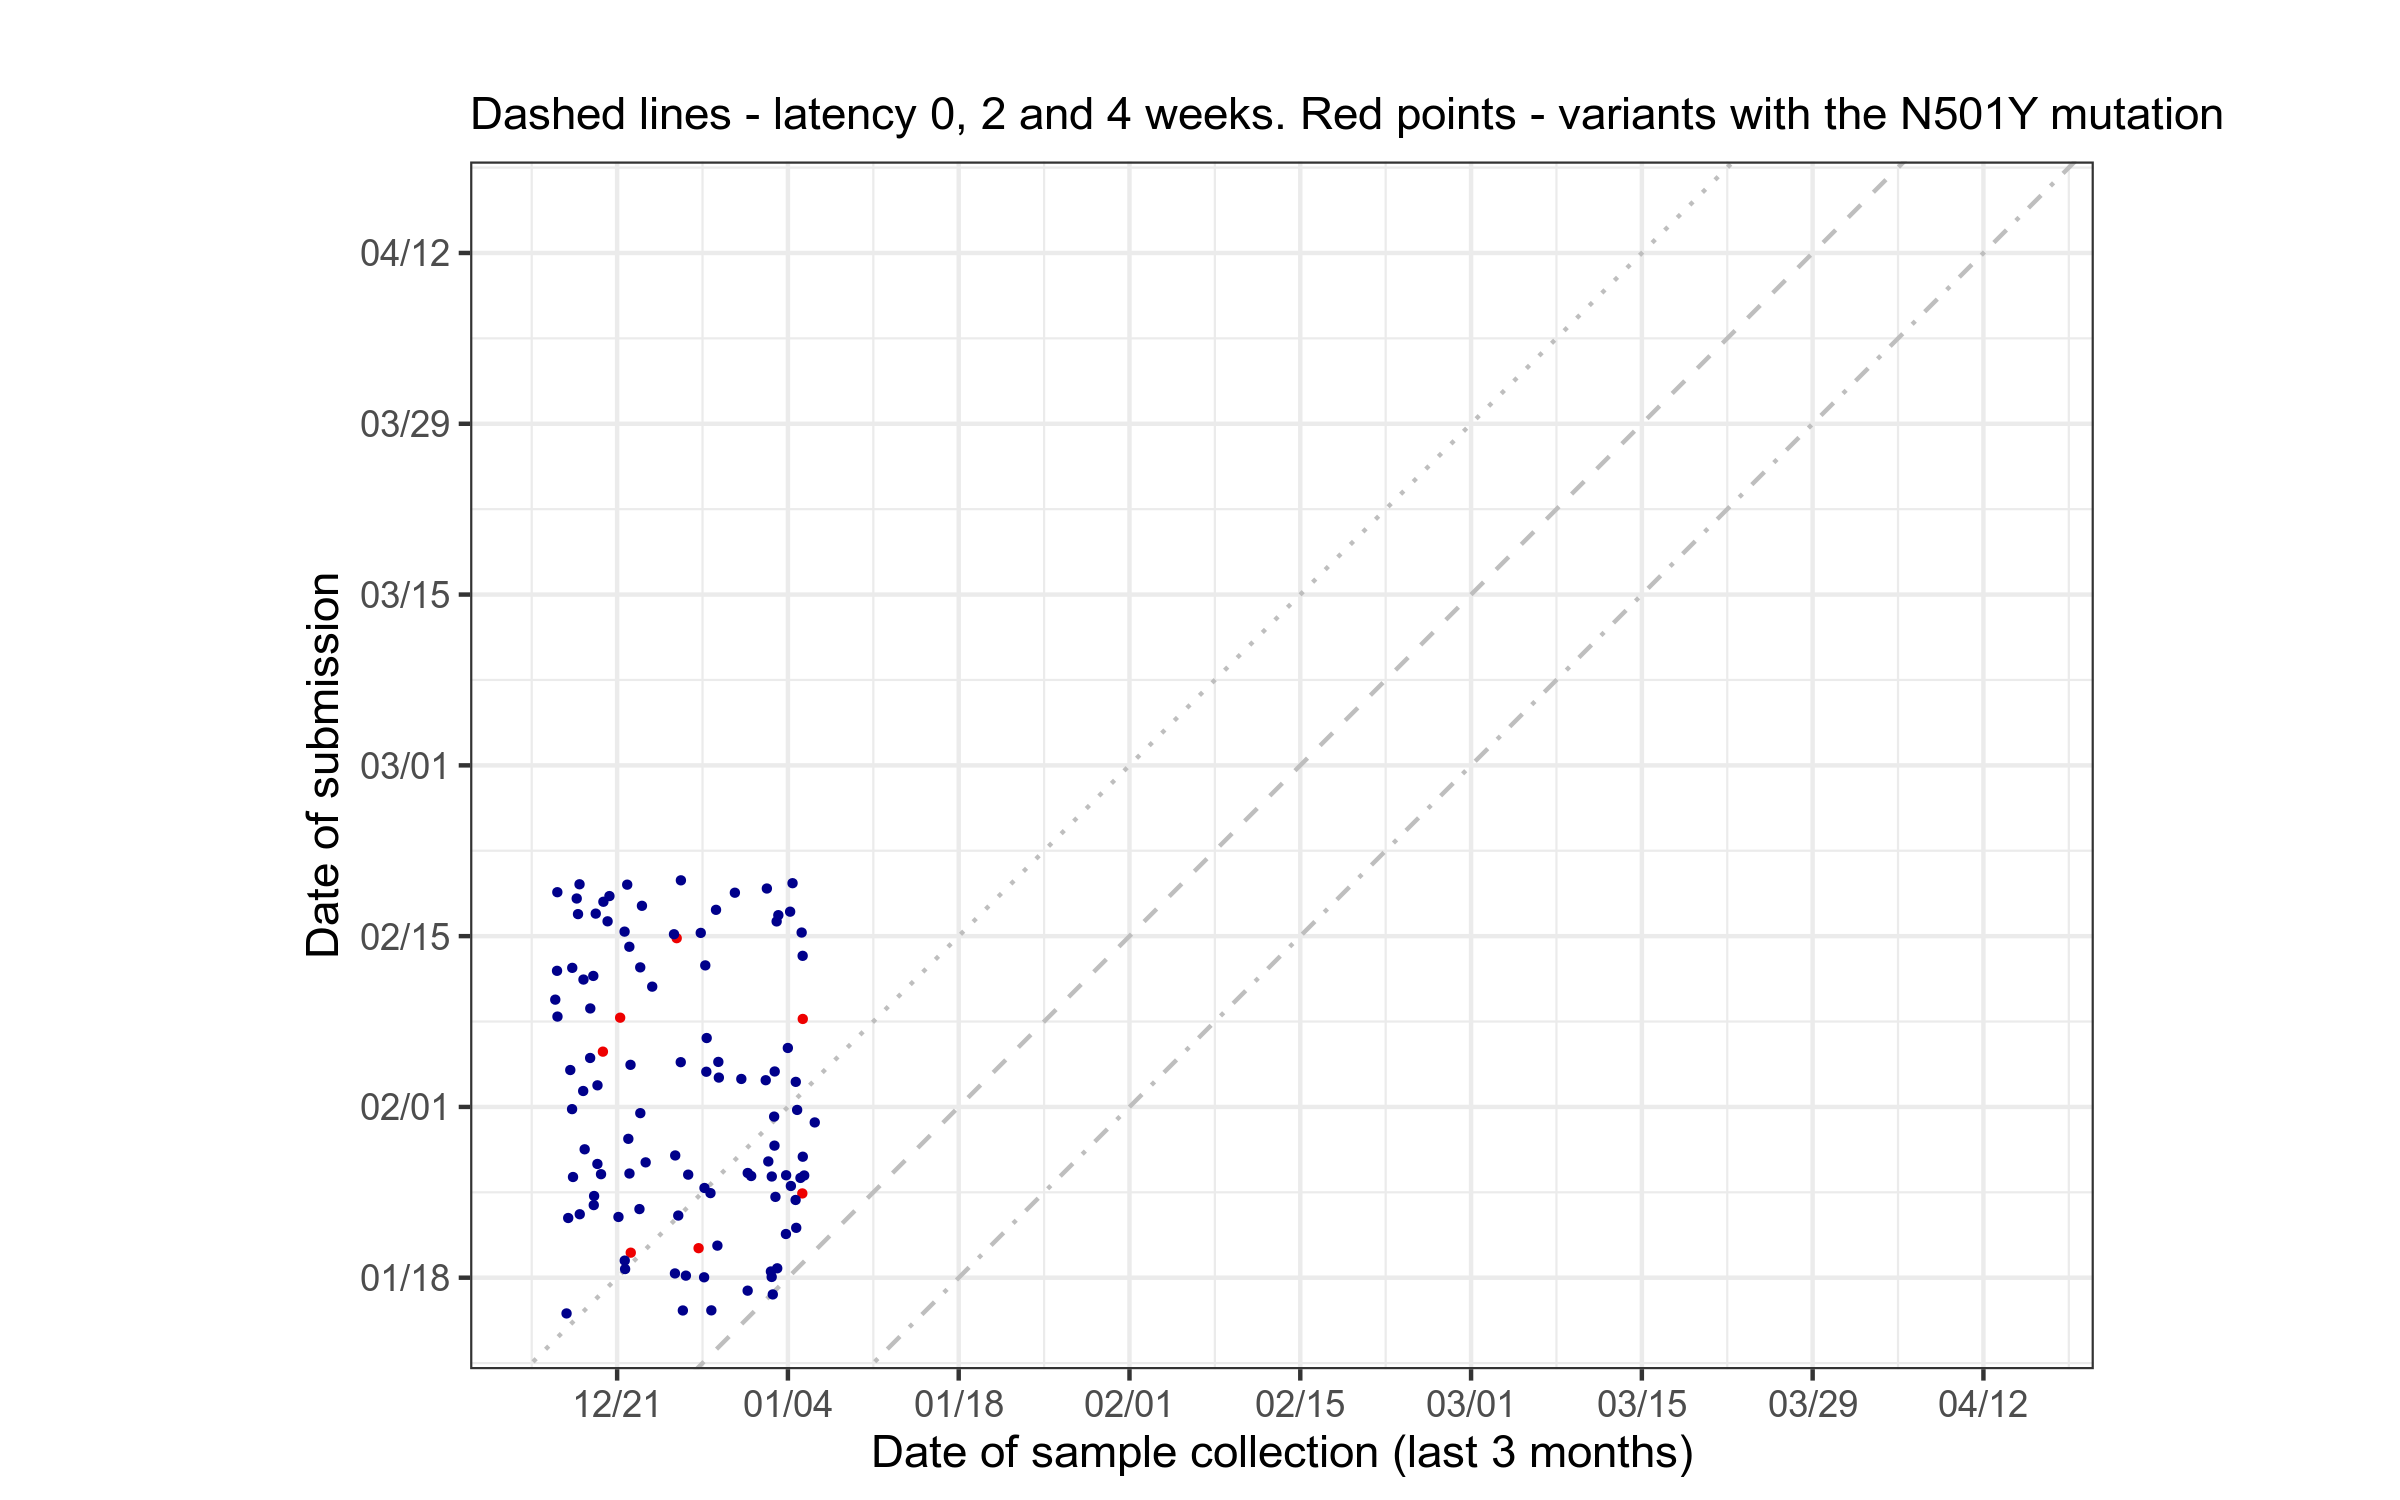 Dashed lines - latency 0, 2 and 4 weeks. Red points - variants with the N501Y mutation
Date of submission
04/12
03/29
03/15
03/01
02/15
02/01
01/18
12/21 01/04 01/18 02/01 02/15 03/01 03/15 03/29 04/12
Date of sample collection (last 3 months)